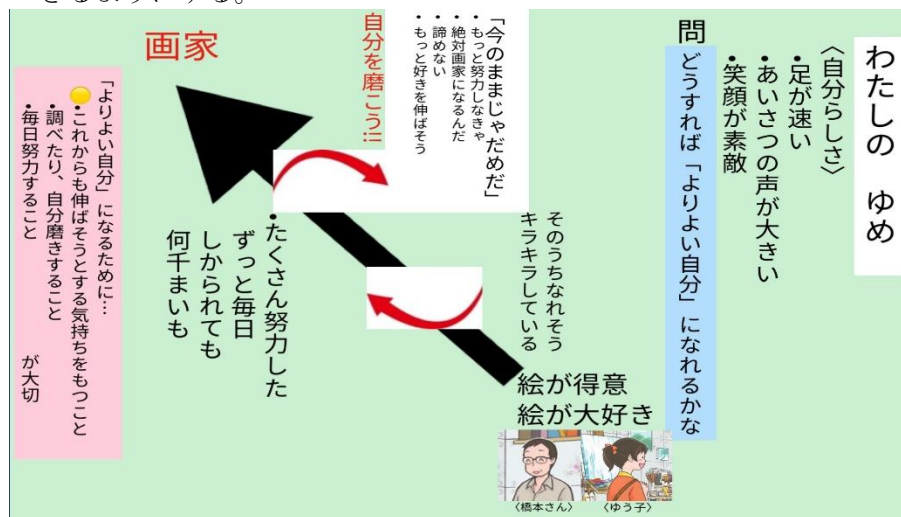 きるようにする。
わたしの　ゆめ
〈自分らしさ〉
・足が速い
・あいさつの声が大きい
・笑顔が素敵
問
どうすれば「よりよい自分」になれるかな
絵が得意
絵が大好き
〈橋本さん〉
〈ゆう子〉
そのうちなれそう
キラキラしている
「今のままじゃだめだ」
・もっと努力しなきゃ
・絶対画家になるんだ
・諦めない
・もっと好きを伸ばそう
自分を磨こう!!
・たくさん努力した
ずっと毎日
しかられても
何千まいも
画家
「よりよい自分」になるために…
・これからも伸ばそうとする気持ちをもつこと
・調べたり、自分磨きすること
・毎日努力すること
が大切